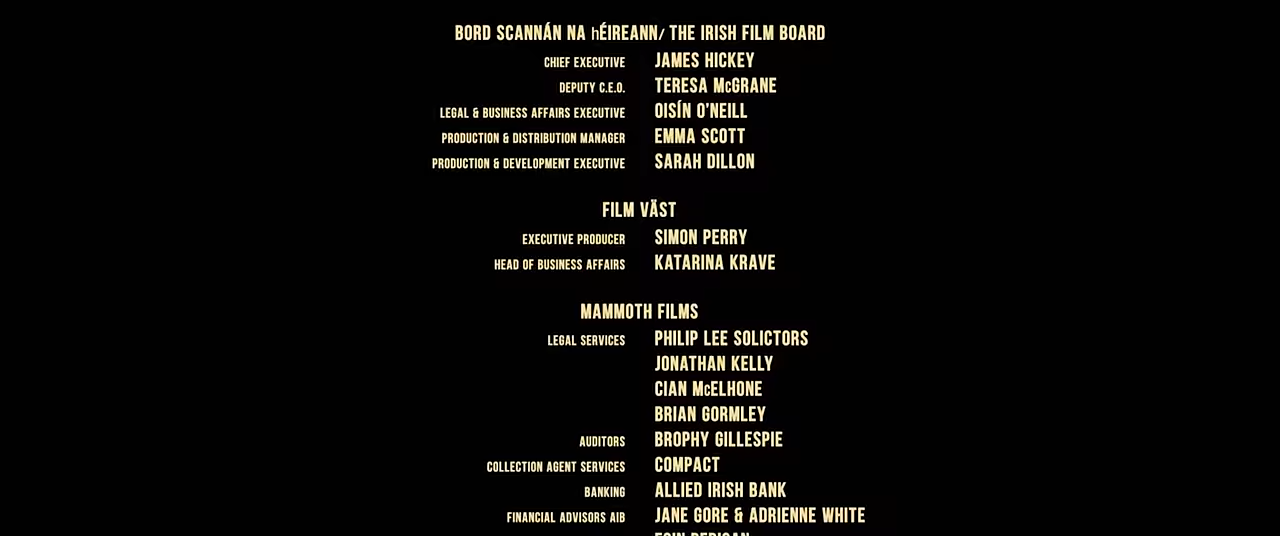 BORD SCANNÁN NA hÉIREANN/ THE IRISH FILM BOARD
CHIEF EXECUTIVE JAMES HICKEY
DEPUTY C.E.O. TERESA McGRANE
LEGAL & BUSINESS AFFAIRS EXECUTIVE OISÍN O'NEILL
PRODUCTION & DISTRIBUTION MANAGER EMMA SCOTT
PRODUCTION & DEVELOPMENT EXECUTIVE SARAH DILLON
FILM VÄST
EXECUTIVE PRODUCER SIMON PERRY
HEAD OF BUSINESS AFFAIRS KATARINA KRAVE
MAMMOTH FILMS
LEGAL SERVICES PHILIP LEE SOLICTORS
JONATHAN KELLY
CIAN McELHONE
BRIAN GORMLEY
AUDITORS BROPHY GILLESPIE
COLLECTION AGENT SERVICES COMPACT
BANKING ALLIED IRISH BANK
FINANCIAL ADVISORS AIB JANE GORE & ADRIENNE WHITE